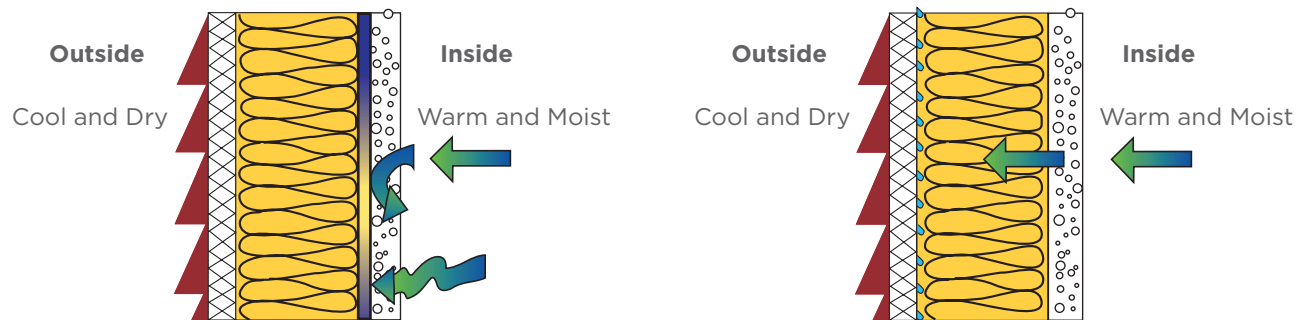 Outside
Inside
Cool and Dry
Warm and Moist
Outside
Inside
Cool and Dry
Warm and Moist